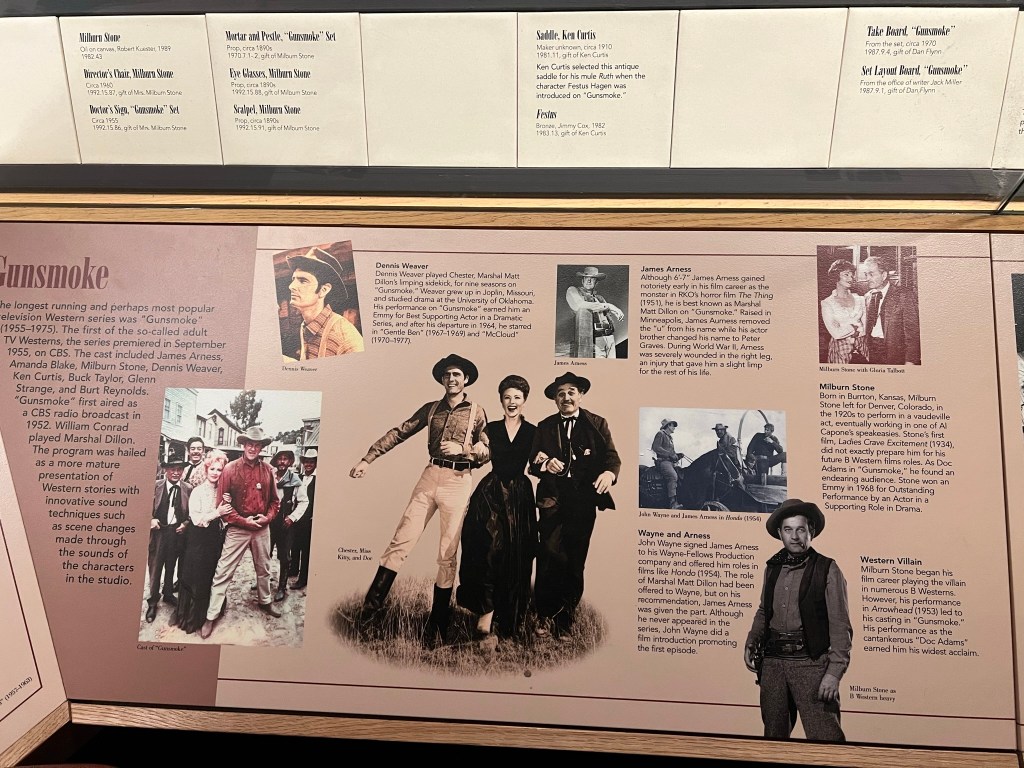 Milburn Stone
Oil on canvas, Robert Kuester, 1989
1982.43
Director's Chair, Milburn Stone
Circa 1960
1992.15.87, gift of Mrs. Milburn Stone
Doctor's Sign, "Gunsmoke" Set
Circa 1955
1992.15.86, gift of Mrs. Milburn Stone
Mortar and Pestle, "Gunsmoke" Set
Prop, circa 1890s
1970.7.1-2, gift of Milburn Stone
Eye Glasses, Milburn Stone
Prop, circa 1890s
1992.15.88, gift of Milburn Stone
Scalpel, Milburn Stone
Prop, circa 1890s
1992.15.91, gift of Milburn Stone
Saddle, Ken Curtis
Maker unknown, circa 1910
1981.11, gift of Ken Curtis
Ken Curtis selected this antique
saddle for his mule Ruth when the
character Festus Hagen was
introduced on "Gunsmoke."
Festus
Bronze, Jimmy Cox, 1982
1983.13, gift of Ken Curtis
Take Board, "Gunsmoke"
From the set, circa 1970
1987.9.4, gift of Dan Flynn
Set Layout Board, "Gunsmoke"
From the office of writer Jack Miller
1987.9.1, gift of Dan Flynn
Gunsmoke
The longest running and perhaps most popular
television Western series was "Gunsmoke"
(1955–1975). The first of the so-called adult
TV Westerns, the series premiered in September
1955, on CBS. The cast included James Arness,
Amanda Blake, Milburn Stone, Dennis Weaver,
Ken Curtis, Buck Taylor, Glenn
Strange, and Burt Reynolds.
"Gunsmoke" first aired as
a CBS radio broadcast in
1952. William Conrad
played Marshal Dillon.
The program was hailed
as a more mature
presentation of
Western stories with
innovative sound
techniques such
as scene changes
made through
the sounds of
the characters
in the studio.
Cast of "Gunsmoke"
Dennis Weaver
Dennis Weaver
Dennis Weaver played Chester, Marshal Matt
Dillon's limping sidekick, for nine seasons on
"Gunsmoke." Weaver grew up in Joplin, Missouri,
and studied drama at the University of Oklahoma.
His performance on "Gunsmoke" earned him an
Emmy for Best Supporting Actor in a Dramatic
Series, and after his departure in 1964, he starred
in "Gentle Ben" (1967–1969) and "McCloud"
(1970–1977).
Chester, Miss
Kitty, and Doc
James Arness
James Arness
Although 6'-7" James Arness gained
notoriety early in his film career as the
monster in RKO's horror film The Thing
(1951), he is best known as Marshal
Matt Dillon on "Gunsmoke." Raised in
Minneapolis, James Aurness removed
the "u" from his name while his actor
brother changed his name to Peter
Graves. During World War II, Arness
was severely wounded in the right leg,
an injury that gave him a slight limp
for the rest of his life.
John Wayne and James Arness in Hondo (1954)
Wayne and Arness
John Wayne signed James Arness
to his Wayne-Fellows Production
company and offered him roles in
films like Hondo (1954). The role
of Marshal Matt Dillon had been
offered to Wayne, but on his
recommendation, James Arness
was given the part. Although
he never appeared in the
series, John Wayne did a
film introduction promoting
the first episode.
Milburn Stone with Gloria Talbott
Milburn Stone
Born in Burrton, Kansas, Milburn
Stone left for Denver, Colorado, in
the 1920s to perform in a vaudeville
act, eventually working in one of Al
Capone's speakeasies. Stone's first
film, Ladies Crave Excitement (1934),
did not exactly prepare him for his
future B Western films roles. As Doc
Adams in "Gunsmoke," he found an
endearing audience. Stone won an
Emmy in 1968 for Outstanding
Performance by an Actor in a
Supporting Role in Drama.
Western Villain
Milburn Stone began his
film career playing the villain
in numerous B Westerns.
However, his performance
in Arrowhead (1953) led to
his casting in "Gunsmoke."
His performance as the
cantankerous "Doc Adams"
earned him his widest acclaim.
Milburn Stone as
B Western heavy